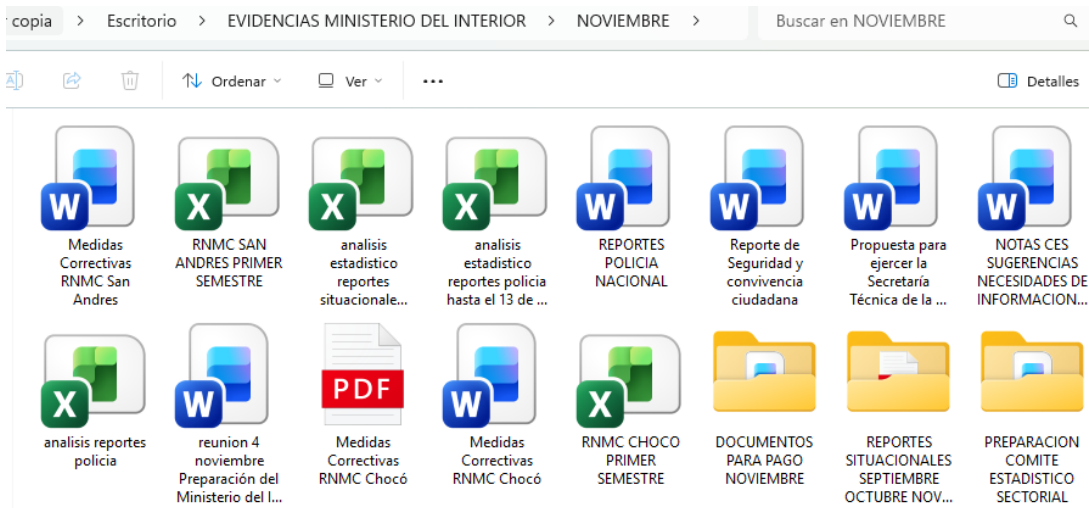 copia > Escritorio > EVIDENCIAS MINISTERIO DEL INTERIOR > NOVIEMBRE > Buscar en NOVIEMBRE
Ordenar Ver ... Detalles
W
Medidas
Correctivas
RNMC San
Andres
X
RNMC SAN
ANDRES PRIMER
SEMESTRE
X
analisis
estadistico
reportes
situacionale...
X
analisis
estadistico
reportes policia
hasta el 13 de ...
W
REPORTES
POLICIA
NACIONAL
W
Reporte de
Seguridad y
convivencia
ciudadana
W
Propuesta para
ejercer la
Secretaría
Técnica de la ...
W
NOTAS CES
SUGERENCIAS
NECESIDADES DE
INFORMACION...
X
analisis reportes
policia
W
reunion 4
noviembre
Preparación del
Ministerio del I...
PDF
Medidas
Correctivas
RNMC Chocó
W
Medidas
Correctivas
RNMC Chocó
X
RNMC CHOCO
PRIMER
SEMESTRE
DOCUMENTOS
PARA PAGO
NOVIEMBRE
REPORTES
SITUACIONALES
SEPTIEMBRE
OCTUBRE NOV...
PREPARACION
COMITE
ESTADISTICO
SECTORIAL